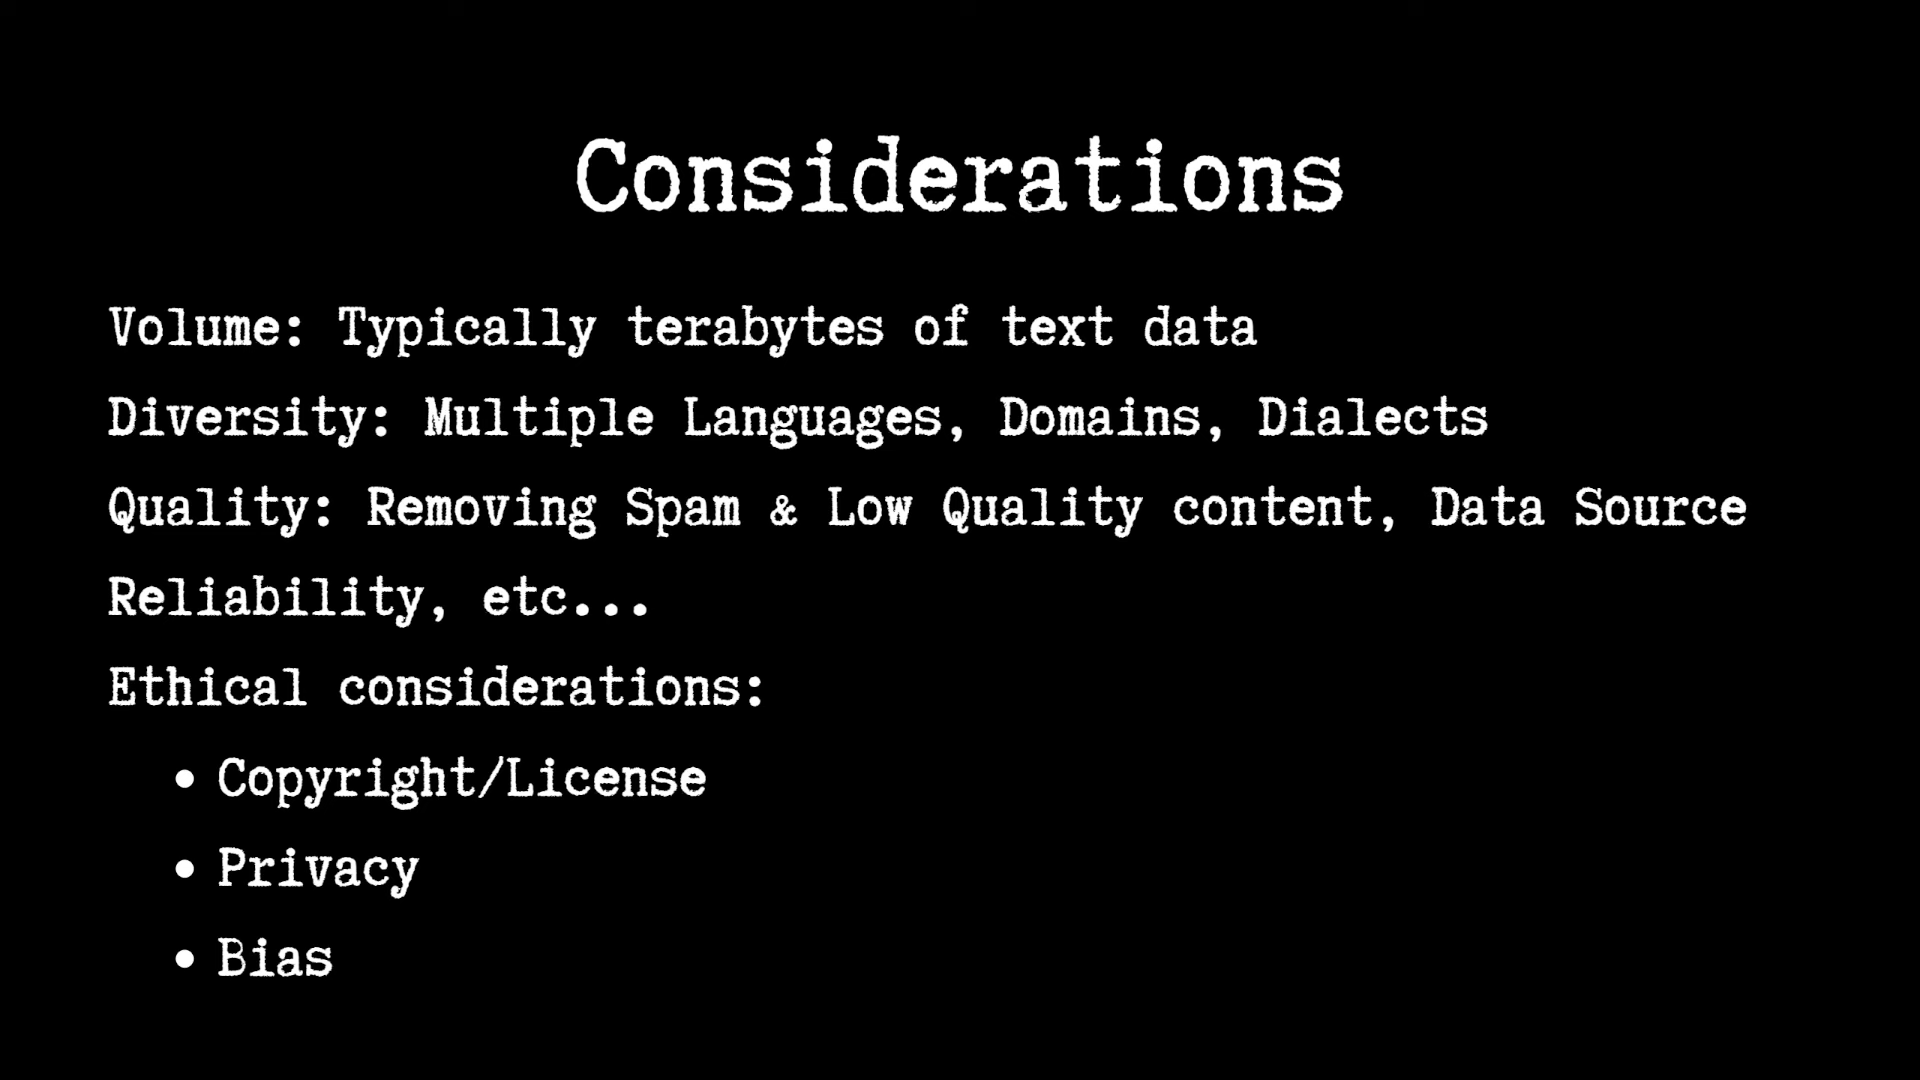 Considerations
Volume: Typically terabytes of text data
Diversity: Multiple Languages, Domains, Dialects
Quality: Removing Spam & Low Quality content, Data Source
Reliability, etc...
Ethical considerations:
• Copyright/License
• Privacy
• Bias